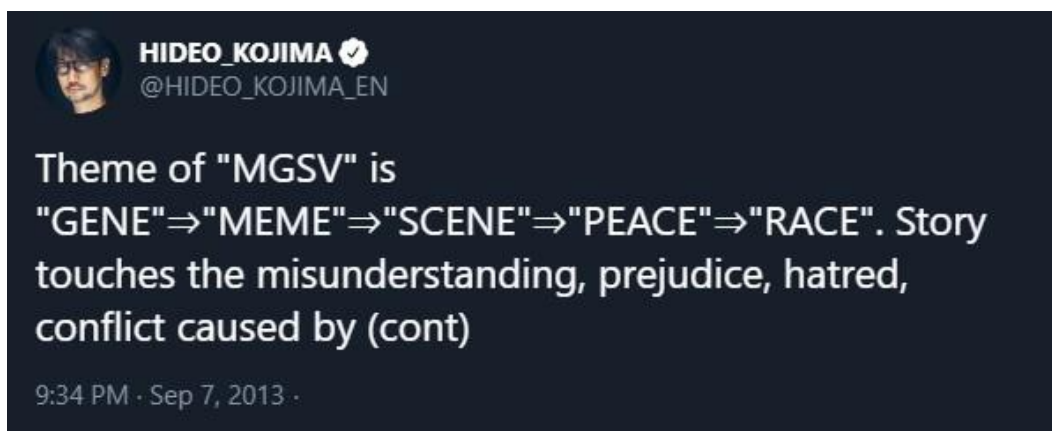 HIDEO_KOJIMA
@HIDEO_KOJIMA_EN
Theme of "MGSV" is
"GENE"⇒"MEME"⇒"SCENE"⇒"PEACE"⇒"RACE". Story
touches the misunderstanding, prejudice, hatred,
conflict caused by (cont)
9:34 PM · Sep 7, 2013 ·